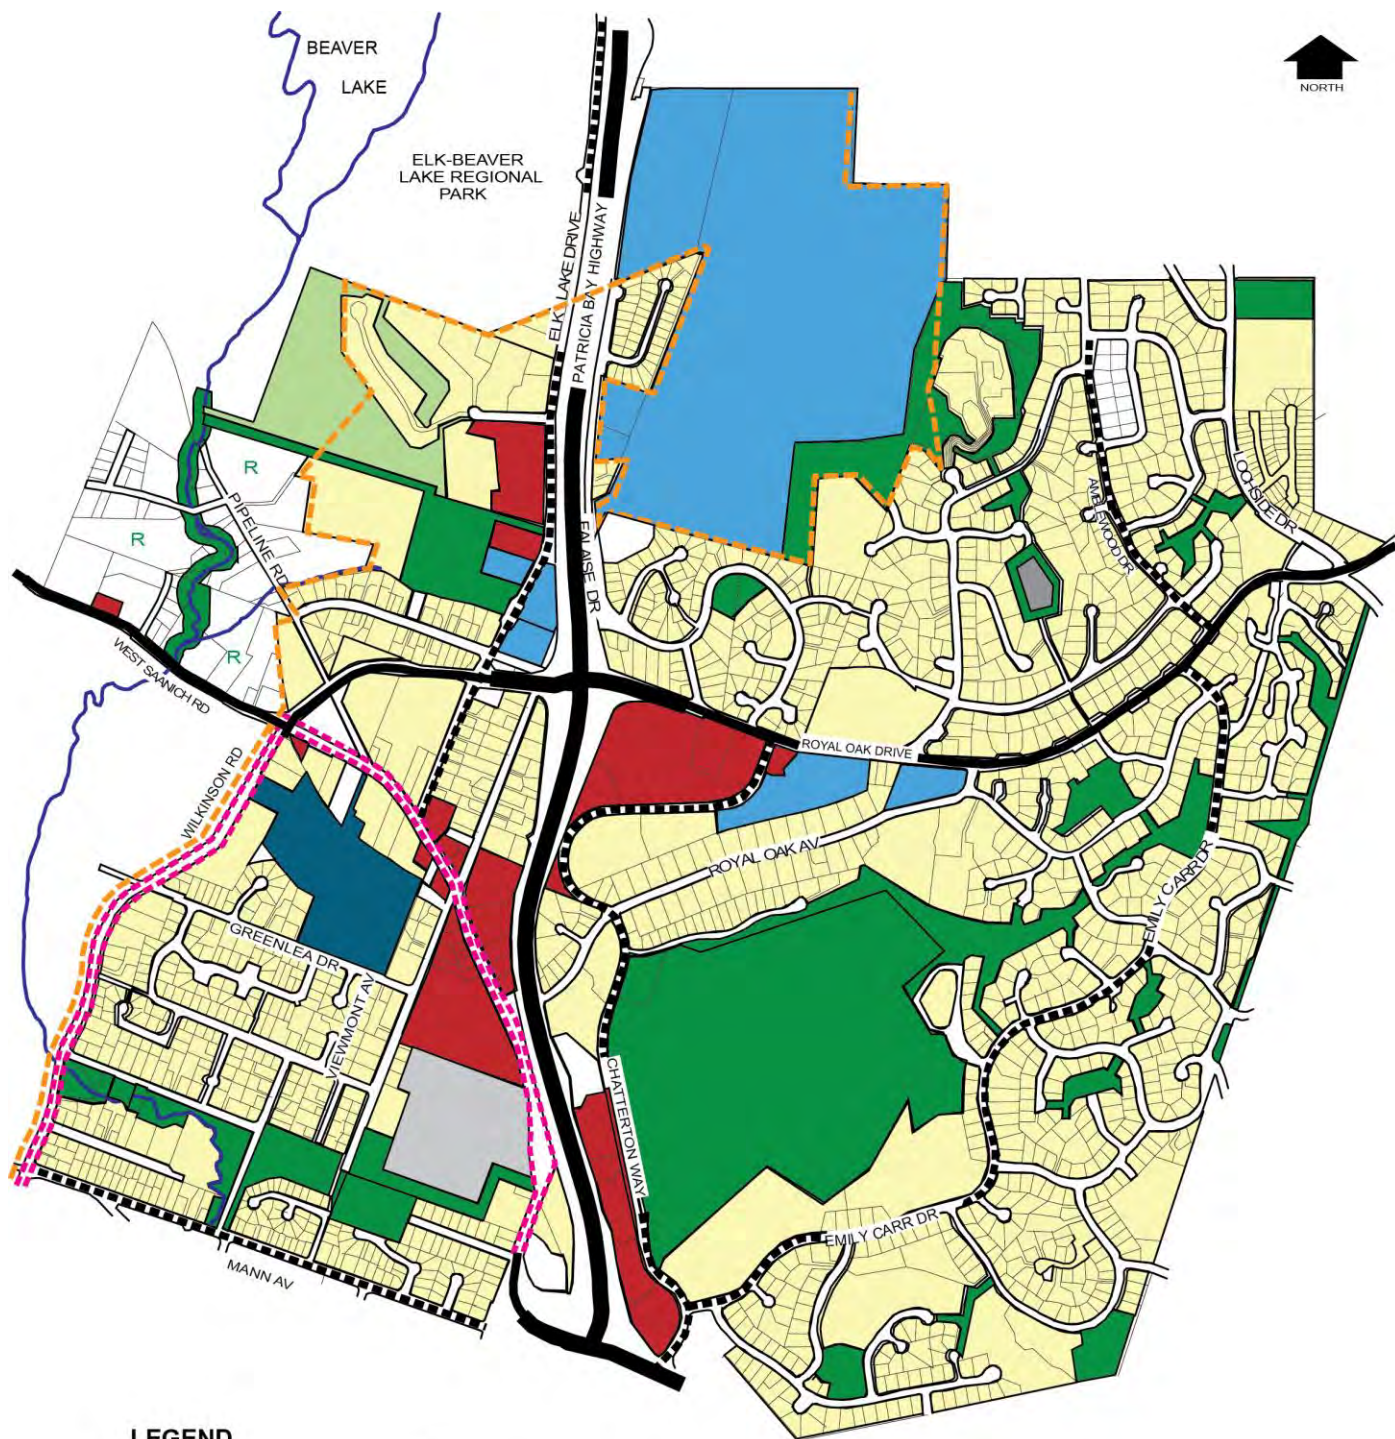 BEAVER
LAKE
NORTH
ELK-BEAVER
LAKE REGIONAL
PARK
ELK LAKE DRIVE
PATRICIA BAY HIGHWAY
R
PIPELINE RD
R
FALAISE DR
AMBLEWOOD DR
LOCHSIDE DR
WEST SAANICH RD
R
ROYAL OAK DRIVE
WILKINSON RD
ROYAL OAK AV
EMILY CARR DR
GREENLEA DR
VIEWMONT AV
CHATTERTON WAY
EMILY CARR DR
MANN AV
LEGEND